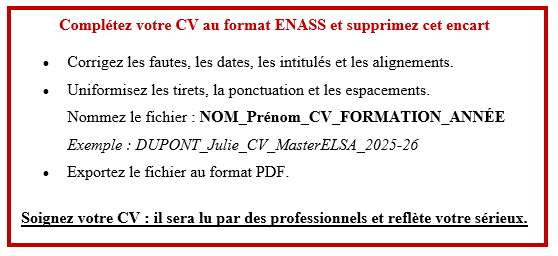 Complétez votre CV au format ENASS et supprimez cet encart
• Corrigez les fautes, les dates, les intitulés et les alignements.
• Uniformisez les tirets, la ponctuation et les espacements.
Nommez le fichier : NOM_Prénom_CV_FORMATION_ANNÉE
Exemple : DUPONT_Julie_CV_MasterELSA_2025-26
• Exportez le fichier au format PDF.
Soignez votre CV : il sera lu par des professionnels et reflète votre sérieux.